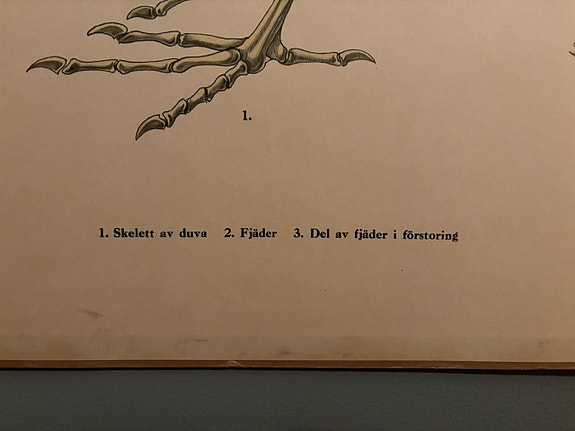 1.
1. Skelett av duva 2. Fjäder 3. Del av fjäder i förstoring